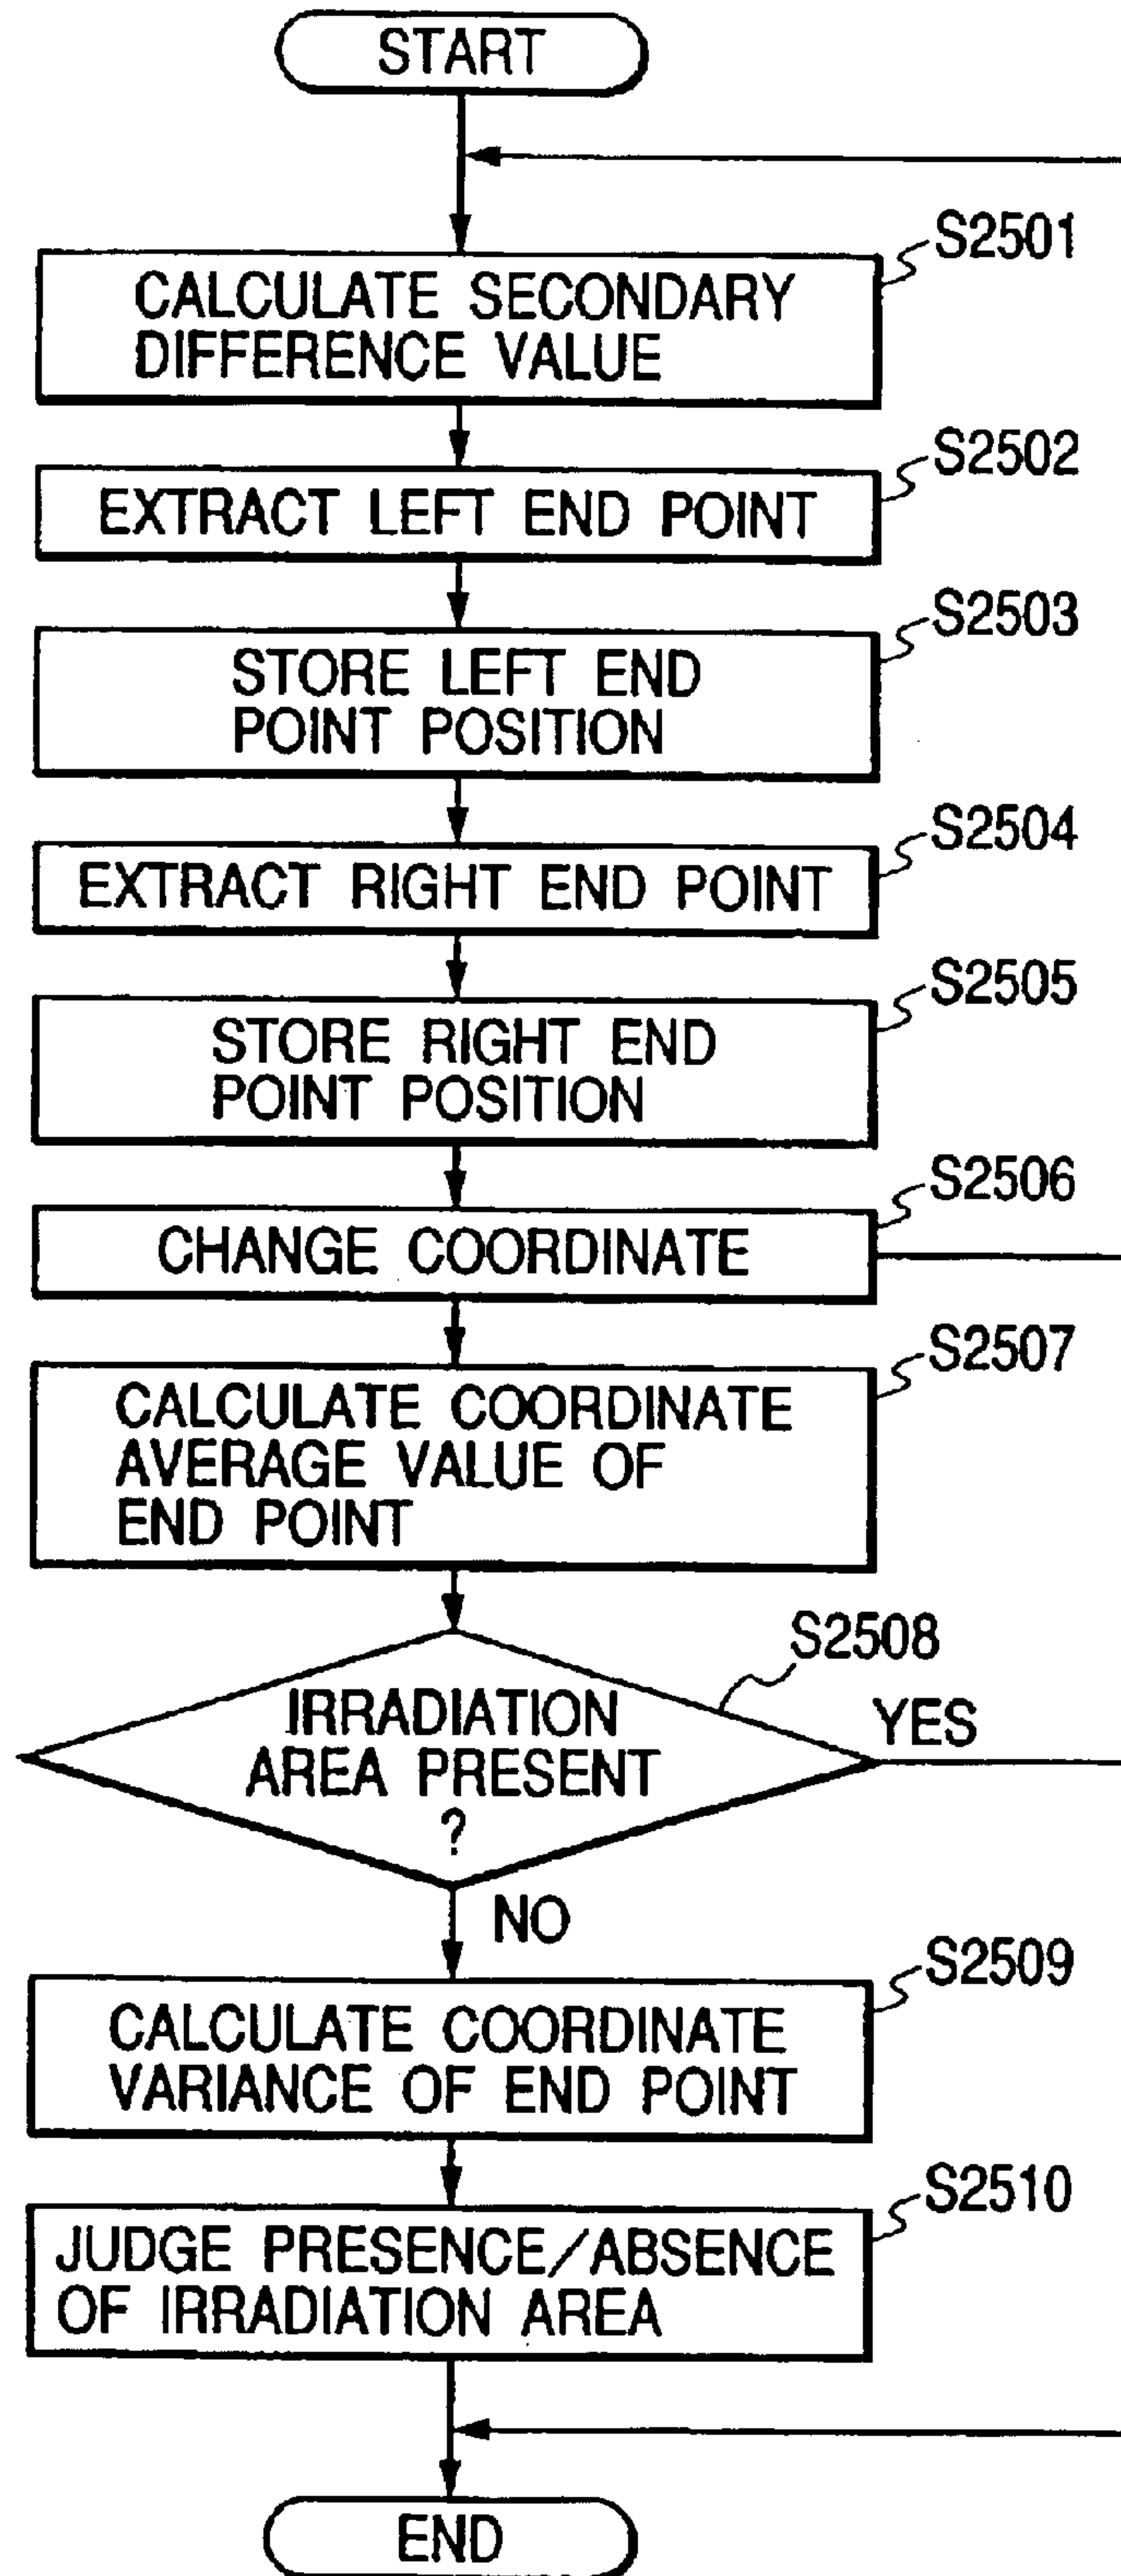 START
S2501
CALCULATE SECONDARY
DIFFERENCE VALUE
S2502
EXTRACT LEFT END POINT
S2503
STORE LEFT END
POINT POSITION
S2504
EXTRACT RIGHT END POINT
S2505
STORE RIGHT END
POINT POSITION
S2506
CHANGE COORDINATE
S2507
CALCULATE COORDINATE
AVERAGE VALUE OF
END POINT
S2508
IRRADIATION
AREA PRESENT
?
YES
NO
S2509
CALCULATE COORDINATE
VARIANCE OF END POINT
S2510
JUDGE PRESENCE/ABSENCE
OF IRRADIATION AREA
END